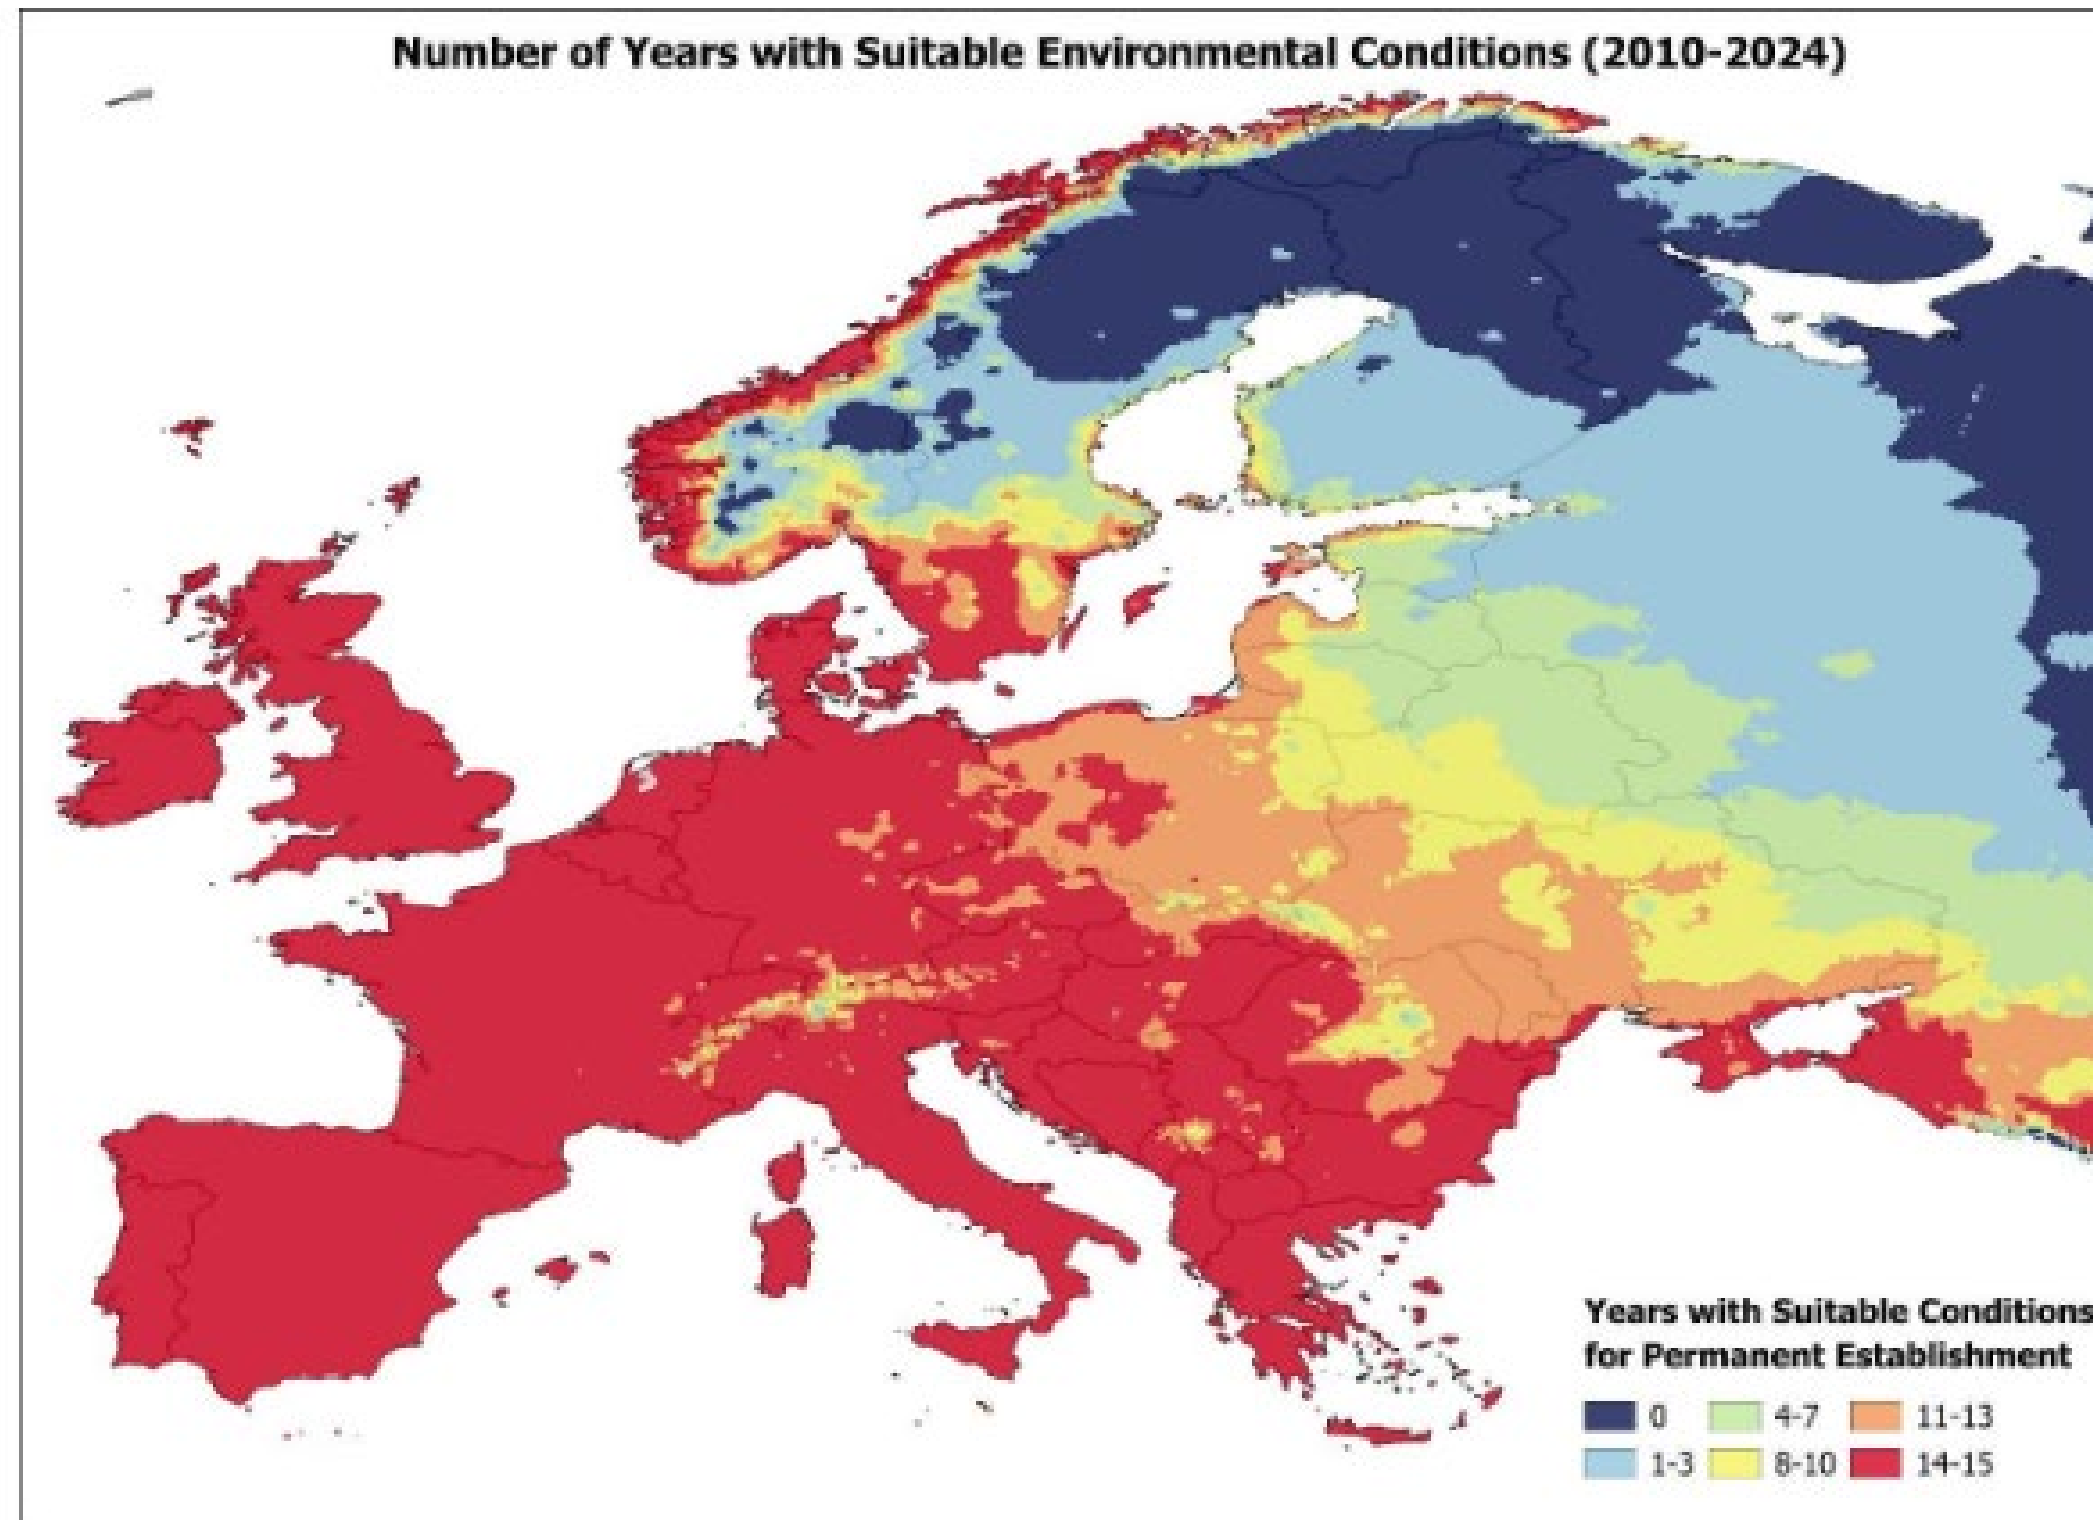 Number of Years with Suitable Environmental Conditions (2010-2024)
Years with Suitable Conditions
for Permanent Establishment
0 4-7 11-13
1-3 8-10 14-15